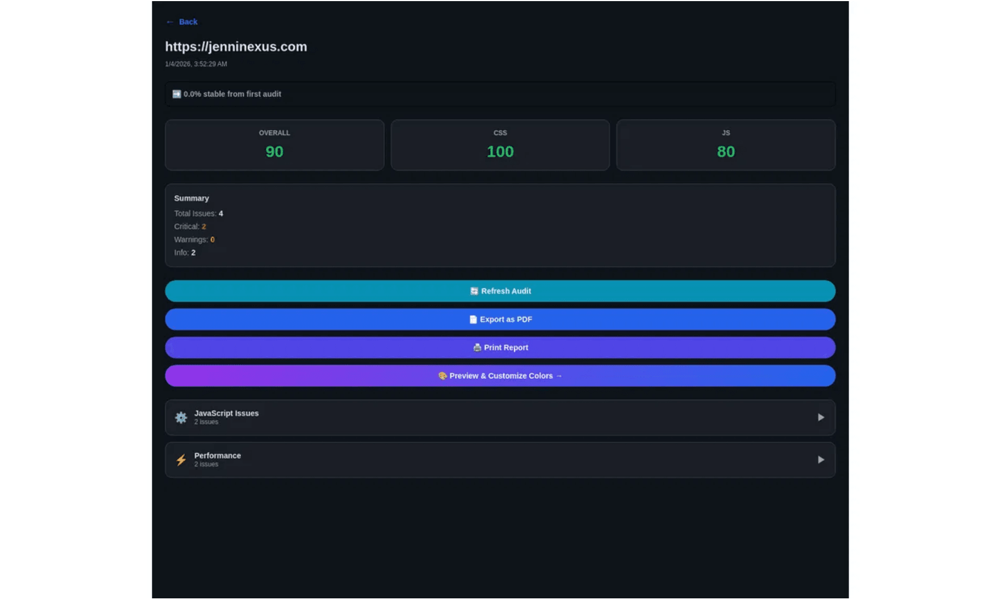 ← Back
https://jenninexus.com
1/4/2026, 3:52:29 AM
➡️ 0.0% stable from first audit
OVERALL
90
CSS
100
JS
80
Summary
Total Issues: 4
Critical: 2
Warnings: 0
Info: 2
🔄 Refresh Audit
📄 Export as PDF
🖨️ Print Report
🎨 Preview & Customize Colors →
JavaScript Issues
2 issues
Performance
2 issues